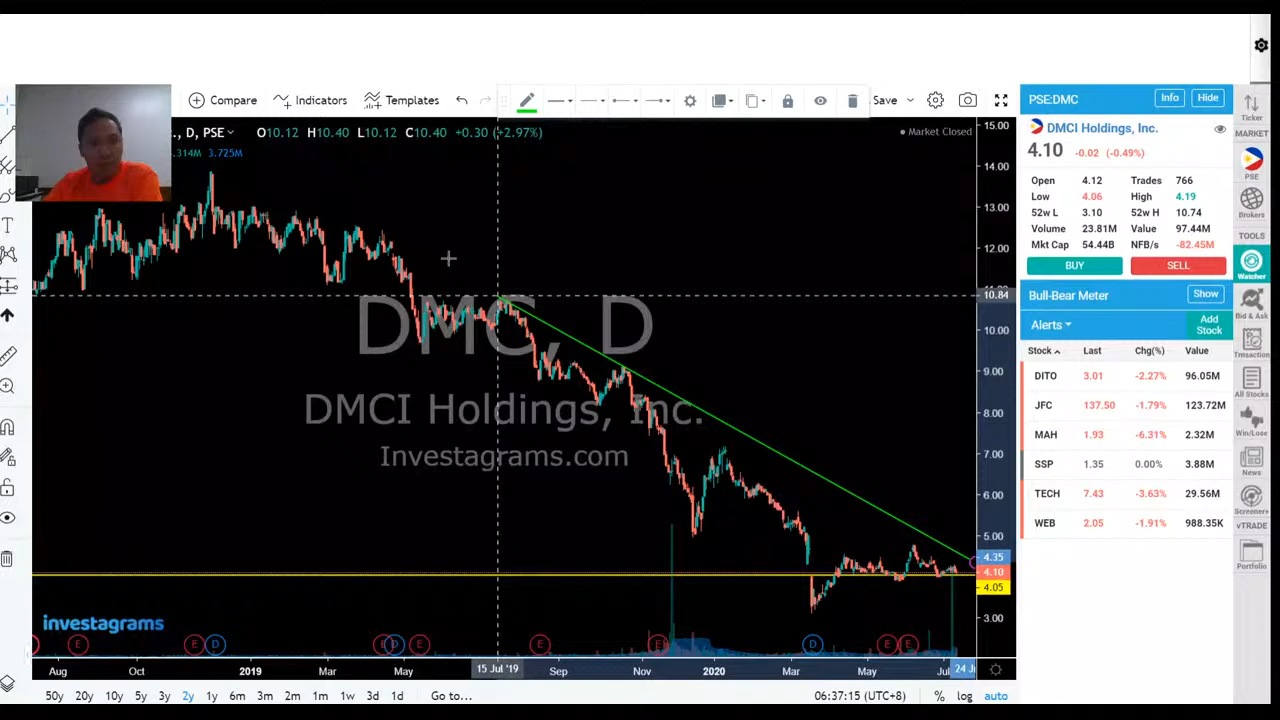 Compare Indicators Templates Save
., D, PSE O10.12 H10.40 L10.12 C10.40 +0.30 (+2.97%) Market Closed
.314M 3.725M
DMC, D
DMCI Holdings, Inc.
Investagrams.com
investagrams
15.00
14.00
13.00
12.00
10.84
10.00
9.00
8.00
7.00
6.00
5.00
4.35
4.10
4.05
3.00
E E D E D E E E D E E
Aug Oct 2019 Mar May 15 Jul '19 Sep Nov 2020 Mar May Jul 24 J
50y 20y 10y 5y 3y 2y 1y 6m 3m 2m 1m 1w 3d 1d Go to... % log auto
PSE:DMC Info Hide
DMCI Holdings, Inc.
4.10 -0.02 (-0.49%)
Open 4.12 Trades 766
Low 4.06 High 4.19
52w L 3.10 52w H 10.74
Volume 23.81M Value 97.44M
Mkt Cap 54.44B NFB/s -82.45M
BUY SELL
Bull-Bear Meter Show
Alerts Add Stock
Stock Last Chg(%) Value
DITO 3.01 -2.27% 96.05M
JFC 137.50 -1.79% 123.72M
MAH 1.93 -6.31% 2.32M
SSP 1.35 0.00% 3.88M
TECH 7.43 -3.63% 29.56M
WEB 2.05 -1.91% 988.35K
Ticker
MARKET
PSE
Brokers
TOOLS
Watcher
Bid & Ask
Trnsaction
All Stocks
Win/Lose
News
Screener+
vTRADE
Portfolio
06:37:15 (UTC+8)